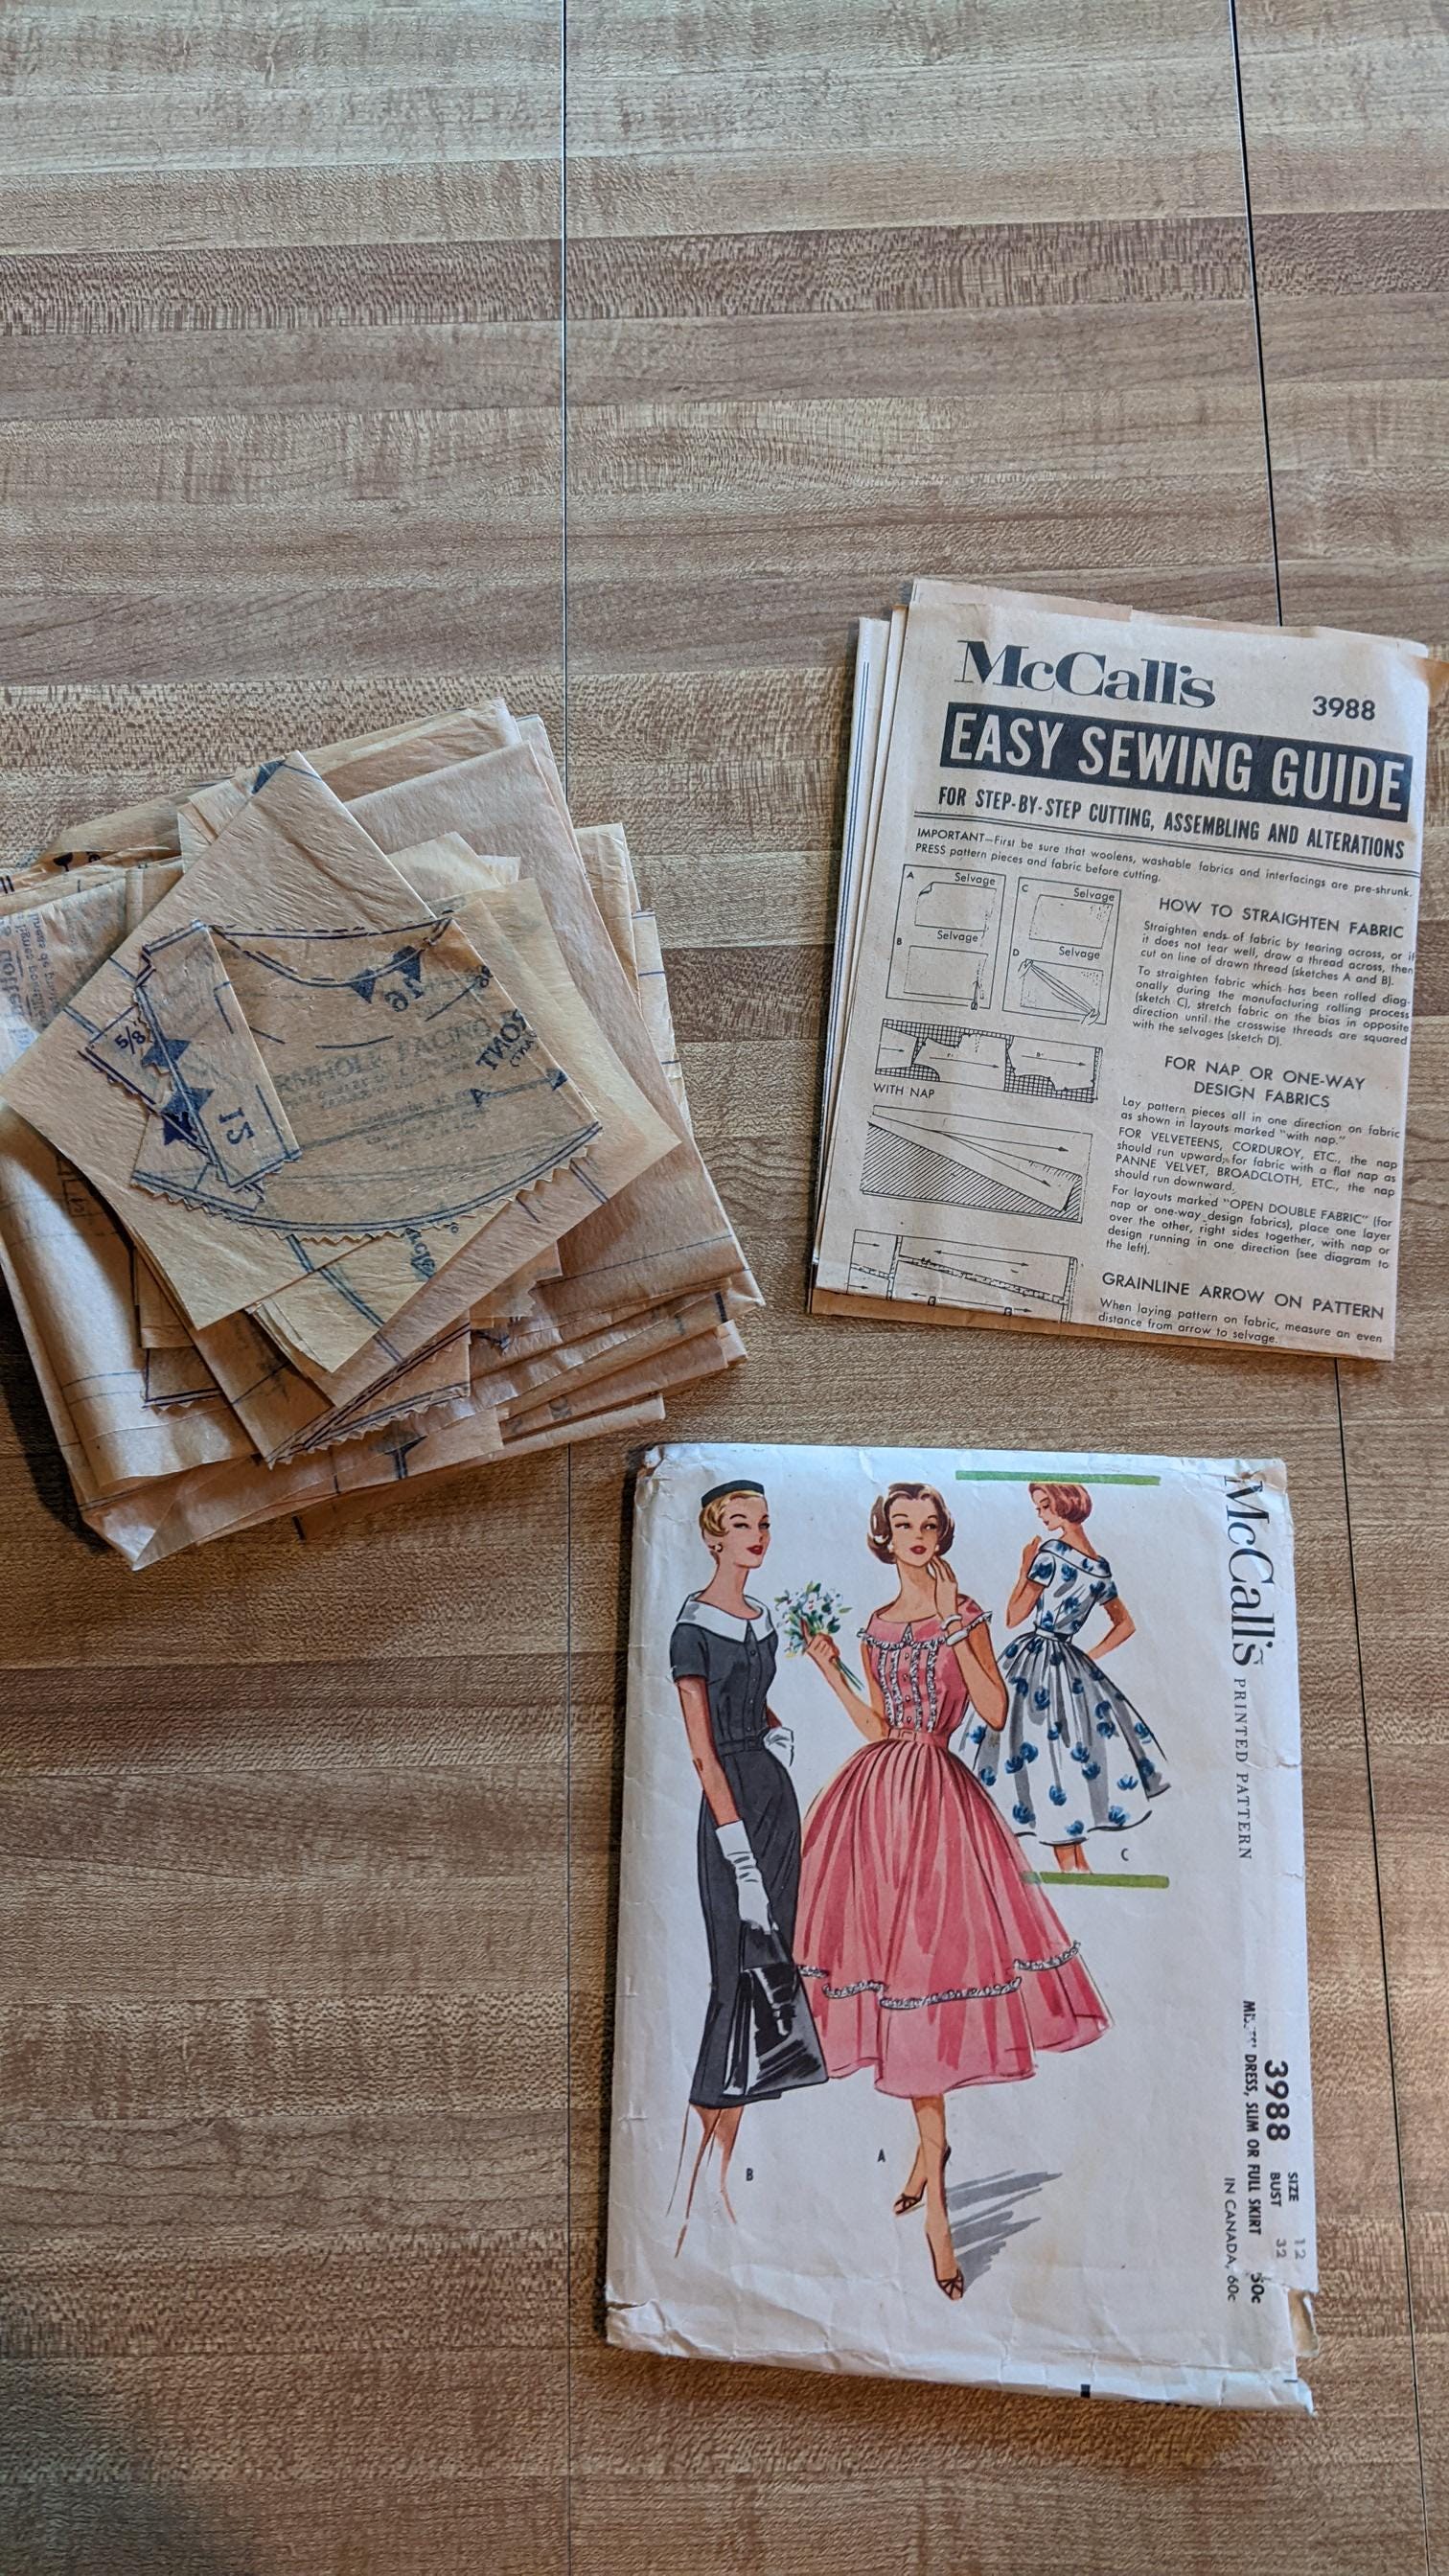 McCall's 3988
EASY SEWING GUIDE
FOR STEP-BY-STEP CUTTING, ASSEMBLING AND ALTERATIONS
IMPORTANT—First be sure that woolens, washable fabrics and interfacings are pre-shrunk.
PRESS pattern pieces and fabric before cutting.
A Selvage
C Selvage
B Selvage
D Selvage
WITH NAP
HOW TO STRAIGHTEN FABRIC
Straighten ends of fabric by tearing across, or if
it does not tear well, draw a thread across, then
cut on line of drawn thread (sketches A and B).
To straighten fabric which has been rolled diag-
onally during the manufacturing rolling process
(sketch C), stretch fabric on the bias in opposite
direction until the crosswise threads are squared
with the selvages (sketch D).
FOR NAP OR ONE-WAY
DESIGN FABRICS
Lay pattern pieces all in one direction on fabric
as shown in layouts marked "with nap."
FOR VELVETEENS, CORDUROY, ETC., the nap
should run upward; for fabric with a flat nap as
PANNE VELVET, BROADCLOTH, ETC., the nap
should run downward.
For layouts marked "OPEN DOUBLE FABRIC" (for
nap or one-way design fabrics), place one layer
over the other, right sides together, with nap or
design running in one direction (see diagram to
the left).
GRAINLINE ARROW ON PATTERN
When laying pattern on fabric, measure an even
distance from arrow to selvage.
5/8
McCall's PRINTED PATTERN
3988
SIZE 12
BUST 32
DRESS, SLIM OR FULL SKIRT 50c
IN CANADA, 60c
A
B
C